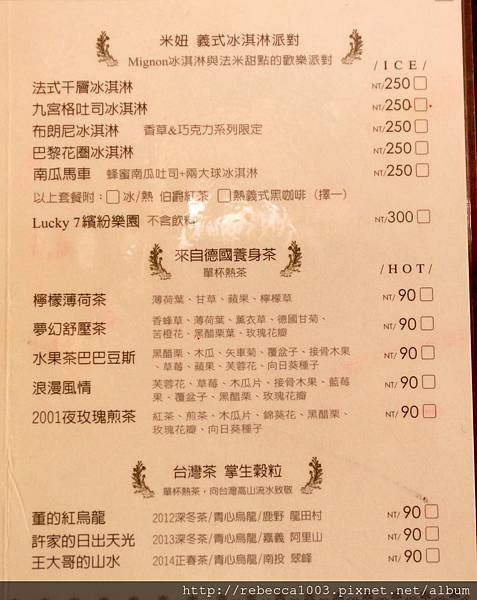 米妞 義式冰淇淋派對
Mignon冰淇淋與法米甜點的歡樂派對
/ICE/
法式千層冰淇淋 NT/250
九宮格吐司冰淇淋 NT/250
布朗尼冰淇淋 香草&巧克力系列限定 NT/250
巴黎花圈冰淇淋 NT/250
南瓜馬車 蜂蜜南瓜吐司+兩大球冰淇淋 NT/250
以上套餐附：□冰/熱 伯爵紅茶 □熱義式黑咖啡（擇一）
Lucky 7繽紛樂園 不含飲料 NT/300
來自德國養身茶
單杯熱茶
/HOT/
檸檬薄荷茶 薄荷葉、甘草、蘋果、檸檬草 NT/90
夢幻舒壓茶 香蜂草、薄荷葉、薰衣草、德國甘菊、 NT/90
苦橙花、黑醋栗葉、玫瑰花瓣
水果茶巴巴豆斯 黑醋栗、木瓜、矢車菊、覆盆子、接骨木果 NT/90
、草莓、蘋果、芙蓉花、向日葵種子
浪漫風情 芙蓉花、草莓、木瓜片、接骨木果、藍莓 NT/90
果、覆盆子、黑醋栗、玫瑰花瓣
2001夜玫瑰煎茶 紅茶、煎茶、木瓜片、錦葵花、黑醋栗、 NT/90
玫瑰花瓣、向日葵種子
台灣茶 掌生穀粒
單杯熱茶，向台灣高山流水致敬
董的紅烏龍 2012深冬茶/青心烏龍/鹿野 龍田村 NT/90
許家的日出天光 2013深冬茶/青心烏龍/嘉義 阿里山 NT/90
王大哥的山水 2014正春茶/青心烏龍/南投 翠峰 NT/90
http://rebecca1003.pixnet.net/album